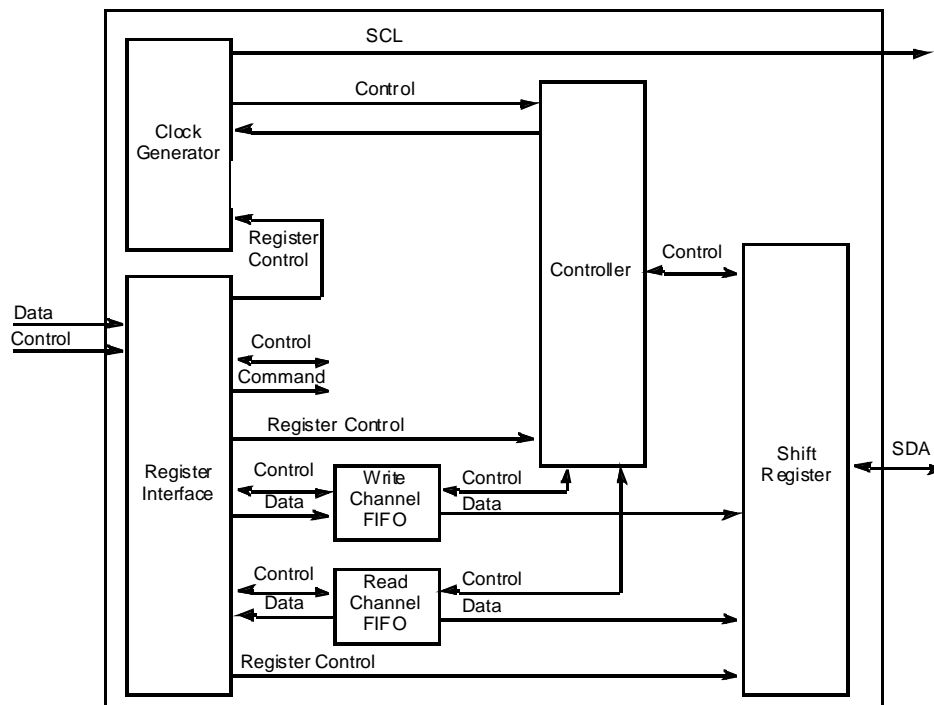 SCL
Control
Clock
Generator
Register
Control
Controller
Control
Data
Control
Control
Command
Register Control
Register
Interface
Control
Data
Write
Channel
FIFO
Control
Data
Shift
Register
SDA
Control
Data
Read
Channel
FIFO
Control
Data
Register Control